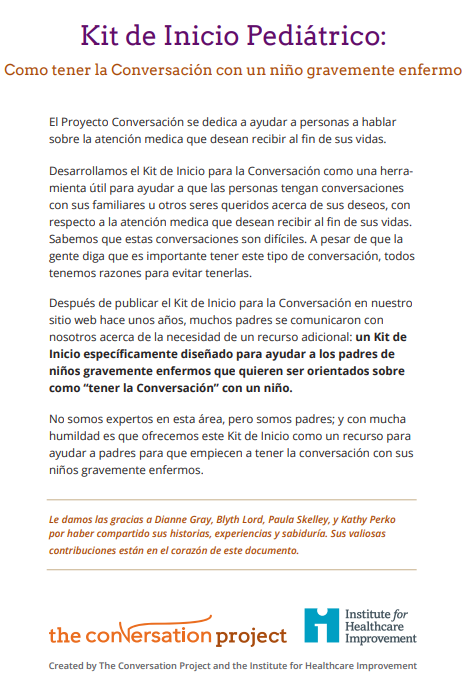 Kit de Inicio Pediátrico:
Como tener la Conversación con un niño gravemente enfermo
El Proyecto Conversación se dedica a ayudar a personas a hablar
sobre la atención medica que desean recibir al fin de sus vidas.
Desarrollamos el Kit de Inicio para la Conversación como una herra-
mienta útil para ayudar a que las personas tengan conversaciones
con sus familiares u otros seres queridos acerca de sus deseos, con
respecto a la atención medica que desean recibir al fin de sus vidas.
Sabemos que estas conversaciones son difíciles. A pesar de que la
gente diga que es importante tener este tipo de conversación, todos
tenemos razones para evitar tenerlas.
Después de publicar el Kit de Inicio para la Conversación en nuestro
sitio web hace unos años, muchos padres se comunicaron con
nosotros acerca de la necesidad de un recurso adicional: un Kit de
Inicio específicamente diseñado para ayudar a los padres de
niños gravemente enfermos que quieren ser orientados sobre
como “tener la Conversación” con un niño.
No somos expertos en esta área, pero somos padres; y con mucha
humildad es que ofrecemos este Kit de Inicio como un recurso para
ayudar a padres para que empiecen a tener la conversación con sus
niños gravemente enfermos.
Le damos las gracias a Dianne Gray, Blyth Lord, Paula Skelley, y Kathy Perko
por haber compartido sus historias, experiencias y sabiduría. Sus valiosas
contribuciones están en el corazón de este documento.
the conversation project
Institute for
Healthcare
Improvement
Created by The Conversation Project and the Institute for Healthcare Improvement